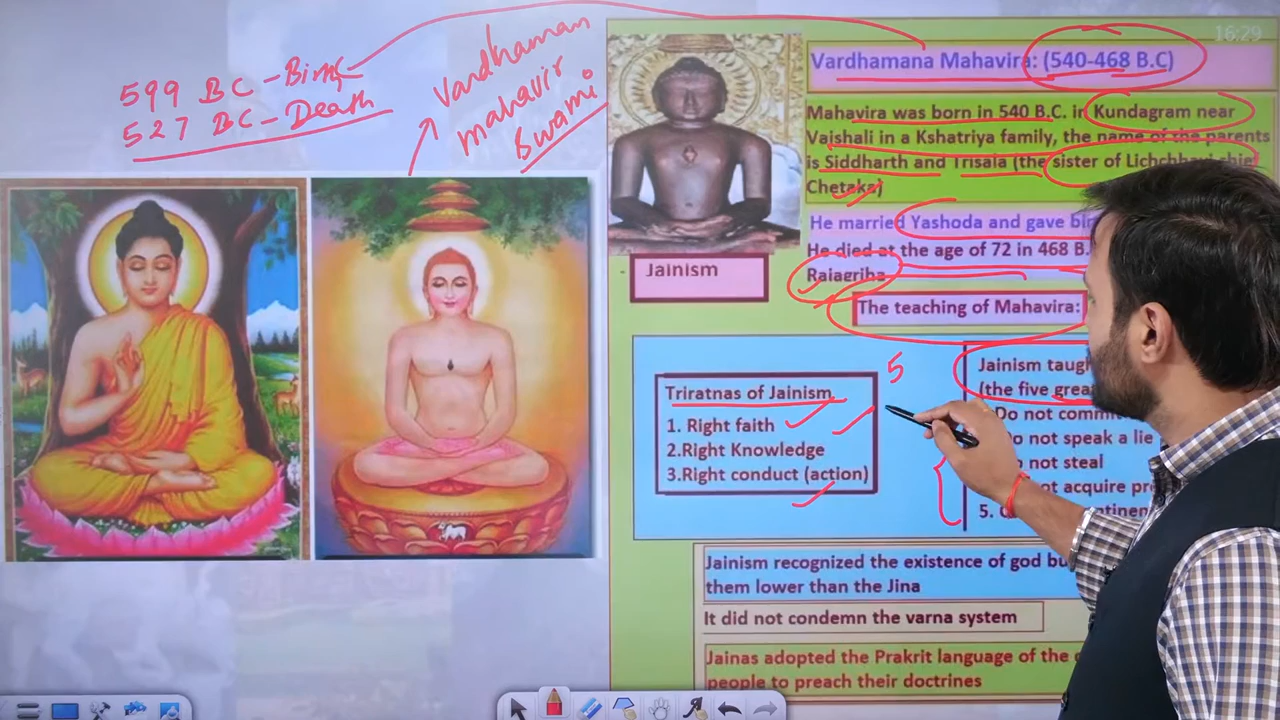 16:29
599 BC - Birth
527 BC - Death
Vardhaman
mahavir
Swami
Vardhamana Mahavira: (540-468 B.C)
Mahavira was born in 540 B.C. in Kundagram near
Vaishali in a Kshatriya family, the name of the parents
is Siddharth and Trisala (the sister of Lichchhavi chief
Chetaka)
He married Yashoda and gave
He died at the age of 72 in 468 B.
Rajagriha
Jainism
The teaching of Mahavira:
5
Triratnas of Jainism
1. Right faith
2.Right Knowledge
3.Right conduct (action)
Jainism
(the five
Do not
Do not speak a lie
not steal
not acquire
5.
Jainism recognized the existence of god
them lower than the Jina
It did not condemn the varna system
Jainas adopted the Prakrit language of the
people to preach their doctrines